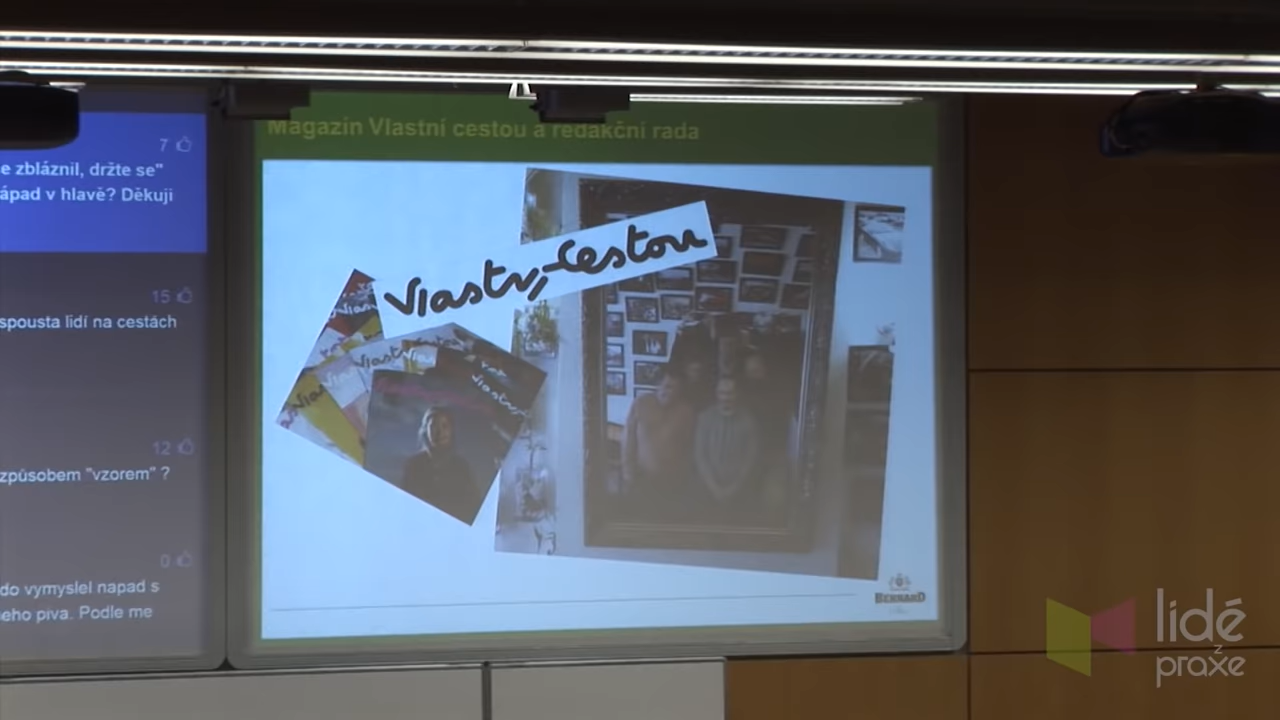 7
e zbláznil, držte se"
ápad v hlavě? Děkuji
15
spousta lidí na cestách
12
způsobem "vzorem" ?
0
do vymyslel napad s
neho piva. Podle me
Magazín Vlastní cestou a redakční rada
Vlastní cestou
BERNARD
lidé
z
praxe